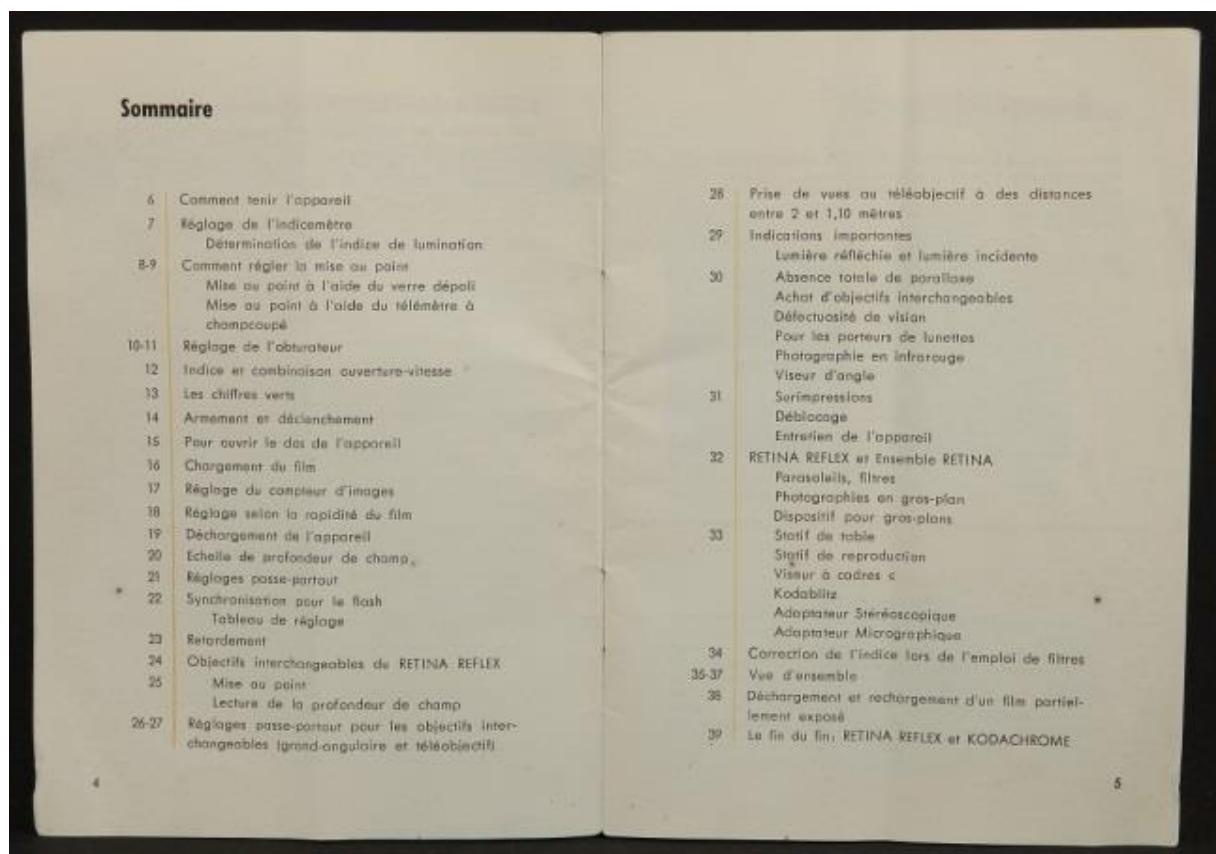 Sommaire
6 Comment tenir l'appareil
7 Réglage de l'indicemètre
Détermination de l'indice de lumination
8-9 Comment régler la mise au point
Mise au point à l'aide du verre dépoli
Mise au point à l'aide du télémètre à
champcoupé
10-11 Réglage de l'obturateur
12 Indice et combinaison ouverture-vitesse
13 Les chiffres verts
14 Armement et déclenchement
15 Pour ouvrir le dos de l'appareil
16 Chargement du film
17 Réglage du compteur d'images
18 Réglage selon la rapidité du film
19 Déchargement de l'appareil
20 Echelle de profondeur de champ
21 Réglages passe-partout
22 Synchronisation pour le flash
Tableau de réglage
23 Retardement
24 Objectifs interchangeables du RETINA REFLEX
25 Mise au point
Lecture de la profondeur de champ
26-27 Réglages passe-partout pour les objectifs inter-
changeables (grand-angulaire et téléobjectif)
4
28 Prise de vues au téléobjectif à des distances
entre 2 et 1,10 mètres
29 Indications importantes
Lumière réfléchie et lumière incidente
30 Absence totale de parallaxe
Achat d'objectifs interchangeables
Défectuosité de vision
Pour les porteurs de lunettes
Photographie en infrarouge
Viseur d'angle
31 Surimpressions
Déblocage
Entretien de l'appareil
32 RETINA REFLEX et Ensemble RETINA
Parasoleils, filtres
Photographies en gros-plan
Dispositif pour gros-plans
33 Statif de table
Statif de reproduction
Viseur à cadres c
Kodablitz
Adaptateur Stéréoscopique
Adaptateur Micrographique
34 Correction de l'indice lors de l'emploi de filtres
35-37 Vue d'ensemble
38 Déchargement et rechargement d'un film partiel-
lement exposé
39 Le fin du fin: RETINA REFLEX et KODACHROME
5